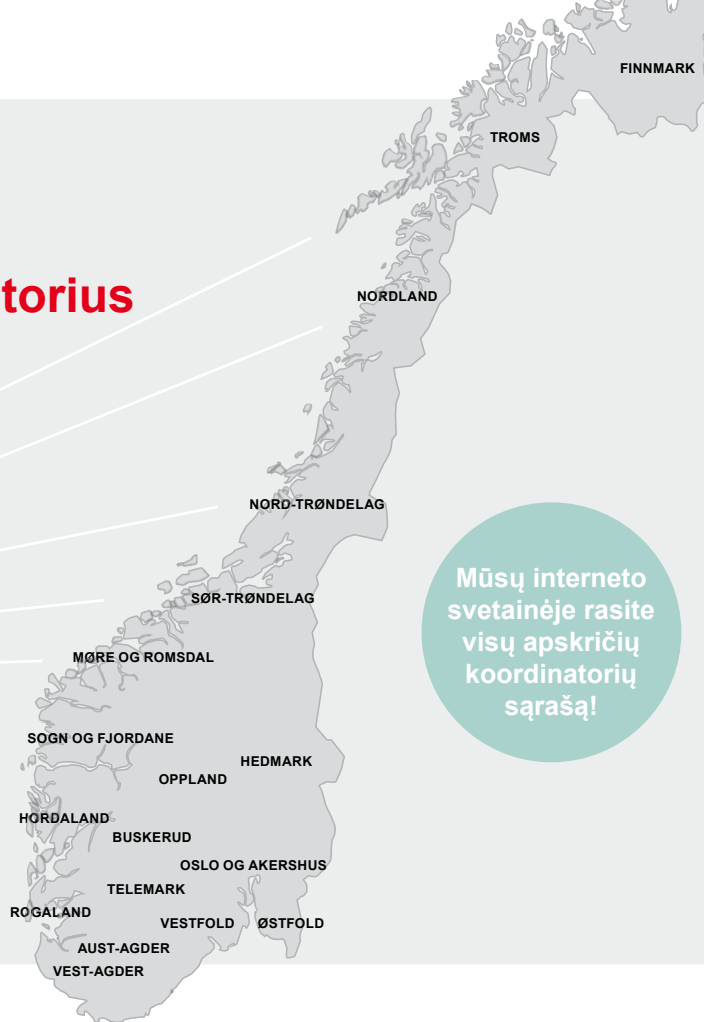 FINNMARK
TROMS
torius
NORDLAND
NORD-TRØNDELAG
Mūsų interneto
svetainėje rasite
visų apskričių
koordinatorių
sąrašą!
SØR-TRØNDELAG
MØRE OG ROMSDAL
SOGN OG FJORDANE
HEDMARK
OPPLAND
HORDALAND
BUSKERUD
OSLO OG AKERSHUS
TELEMARK
ROGALAND
VESTFOLD
ØSTFOLD
AUST-AGDER
VEST-AGDER